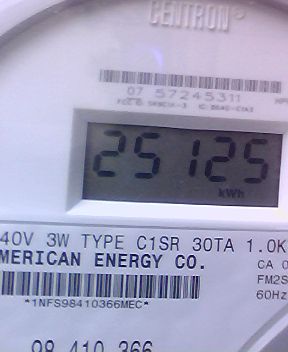 CENTRON®
07 57245311
25125
kWh
40V 3W TYPE C1SR 30TA 1.0K
MERICAN ENERGY CO.
CA 0
FM2S
60Hz
*1NFS98410366MEC*
98 410 366